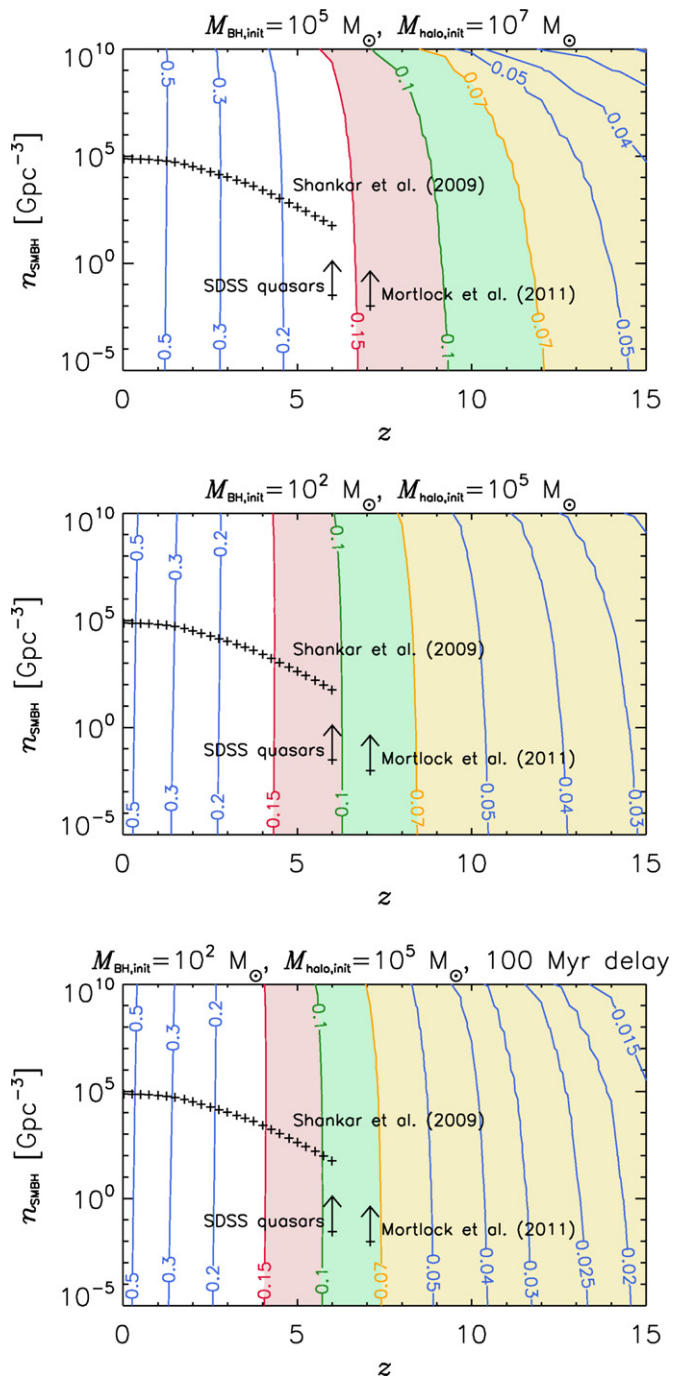 M_BH,init=10^5 M_⊙, M_halo,init=10^7 M_⊙
10^10
10^5
10^0
10^-5
n_SMBH [Gpc^-3]
0.5
0.3
0.2
0.15
0.1
0.07
0.05
0.04
0.5
0.3
0.2
0.15
0.1
0.07
0.05
Shankar et al. (2009)
SDSS quasars
Mortlock et al. (2011)
0 5 10 15
z
M_BH,init=10^2 M_⊙, M_halo,init=10^5 M_⊙
10^10
10^5
10^0
10^-5
n_SMBH [Gpc^-3]
0.5
0.3
0.2
0.1
0.07
Shankar et al. (2009)
SDSS quasars
Mortlock et al. (2011)
0.5
0.3
0.2
0.15
0.1
0.07
0.05
0.04
0.03
0 5 10 15
z
M_BH,init=10^2 M_⊙, M_halo,init=10^5 M_⊙, 100 Myr delay
10^10
10^5
10^0
10^-5
n_SMBH [Gpc^-3]
0.5
0.3
0.2
0.1
0.015
Shankar et al. (2009)
SDSS quasars
Mortlock et al. (2011)
0.5
0.3
0.2
0.15
0.1
0.07
0.05
0.04
0.03
0.025
0.02
0 5 10 15
z